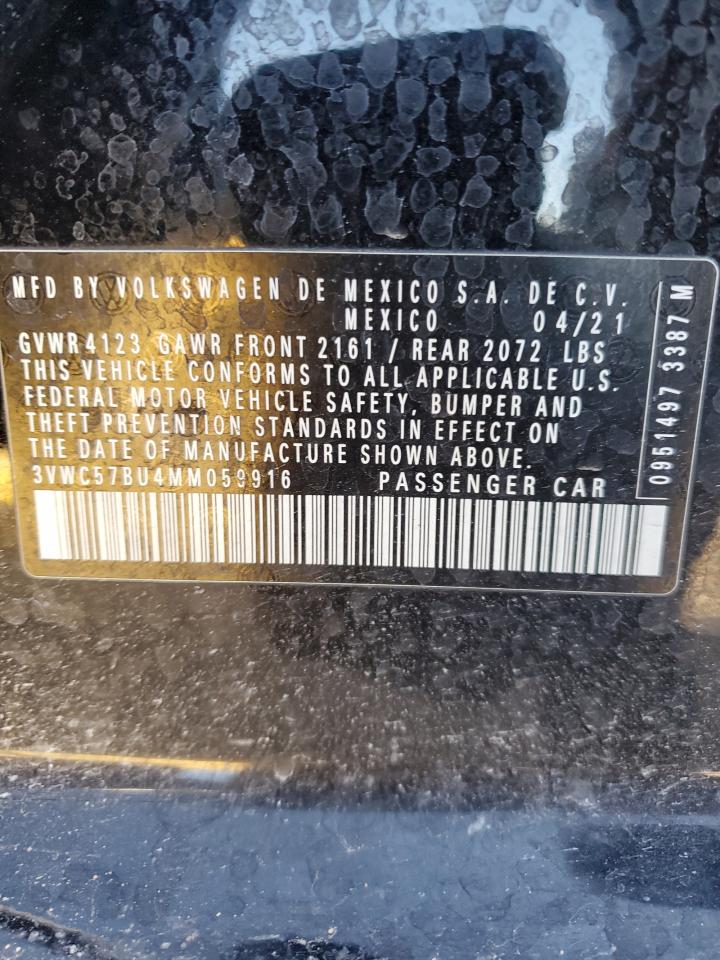 MFD BY VOLKSWAGEN DE MEXICO S.A. DE C.V.
MEXICO 04/21
GVWR 4123 GAWR FRONT 2161 / REAR 2072 LBS
THIS VEHICLE CONFORMS TO ALL APPLICABLE U.S.
FEDERAL MOTOR VEHICLE SAFETY, BUMPER AND
THEFT PREVENTION STANDARDS IN EFFECT ON
THE DATE OF MANUFACTURE SHOWN ABOVE.
3VWC57BU4MM059916 PASSENGER CAR
0951497 3387 M